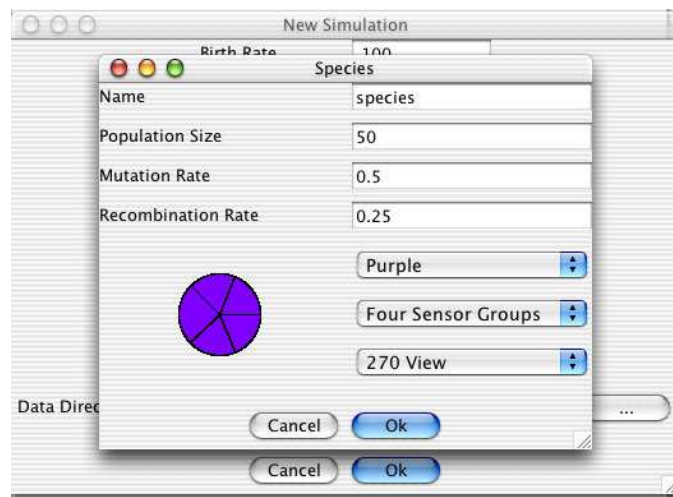 New Simulation
Birth Rate 100
Species
Name species
Population Size 50
Mutation Rate 0.5
Recombination Rate 0.25
Purple
Four Sensor Groups
270 View
Data Direc ...
Cancel Ok
Cancel Ok